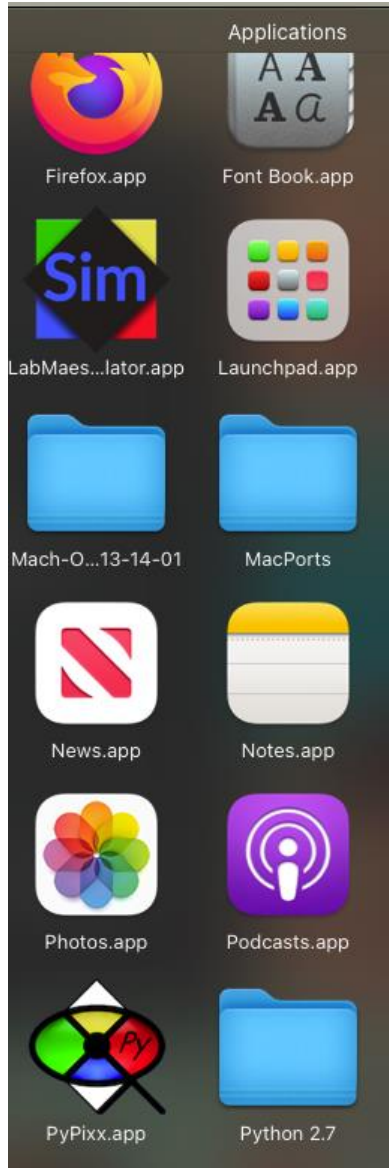 Applications
A A
A a
Firefox.app
Font Book.app
Sim
LabMaes...lator.app
Launchpad.app
Mach-O...13-14-01
MacPorts
News.app
Notes.app
Photos.app
Podcasts.app
Py
PyPixx.app
Python 2.7